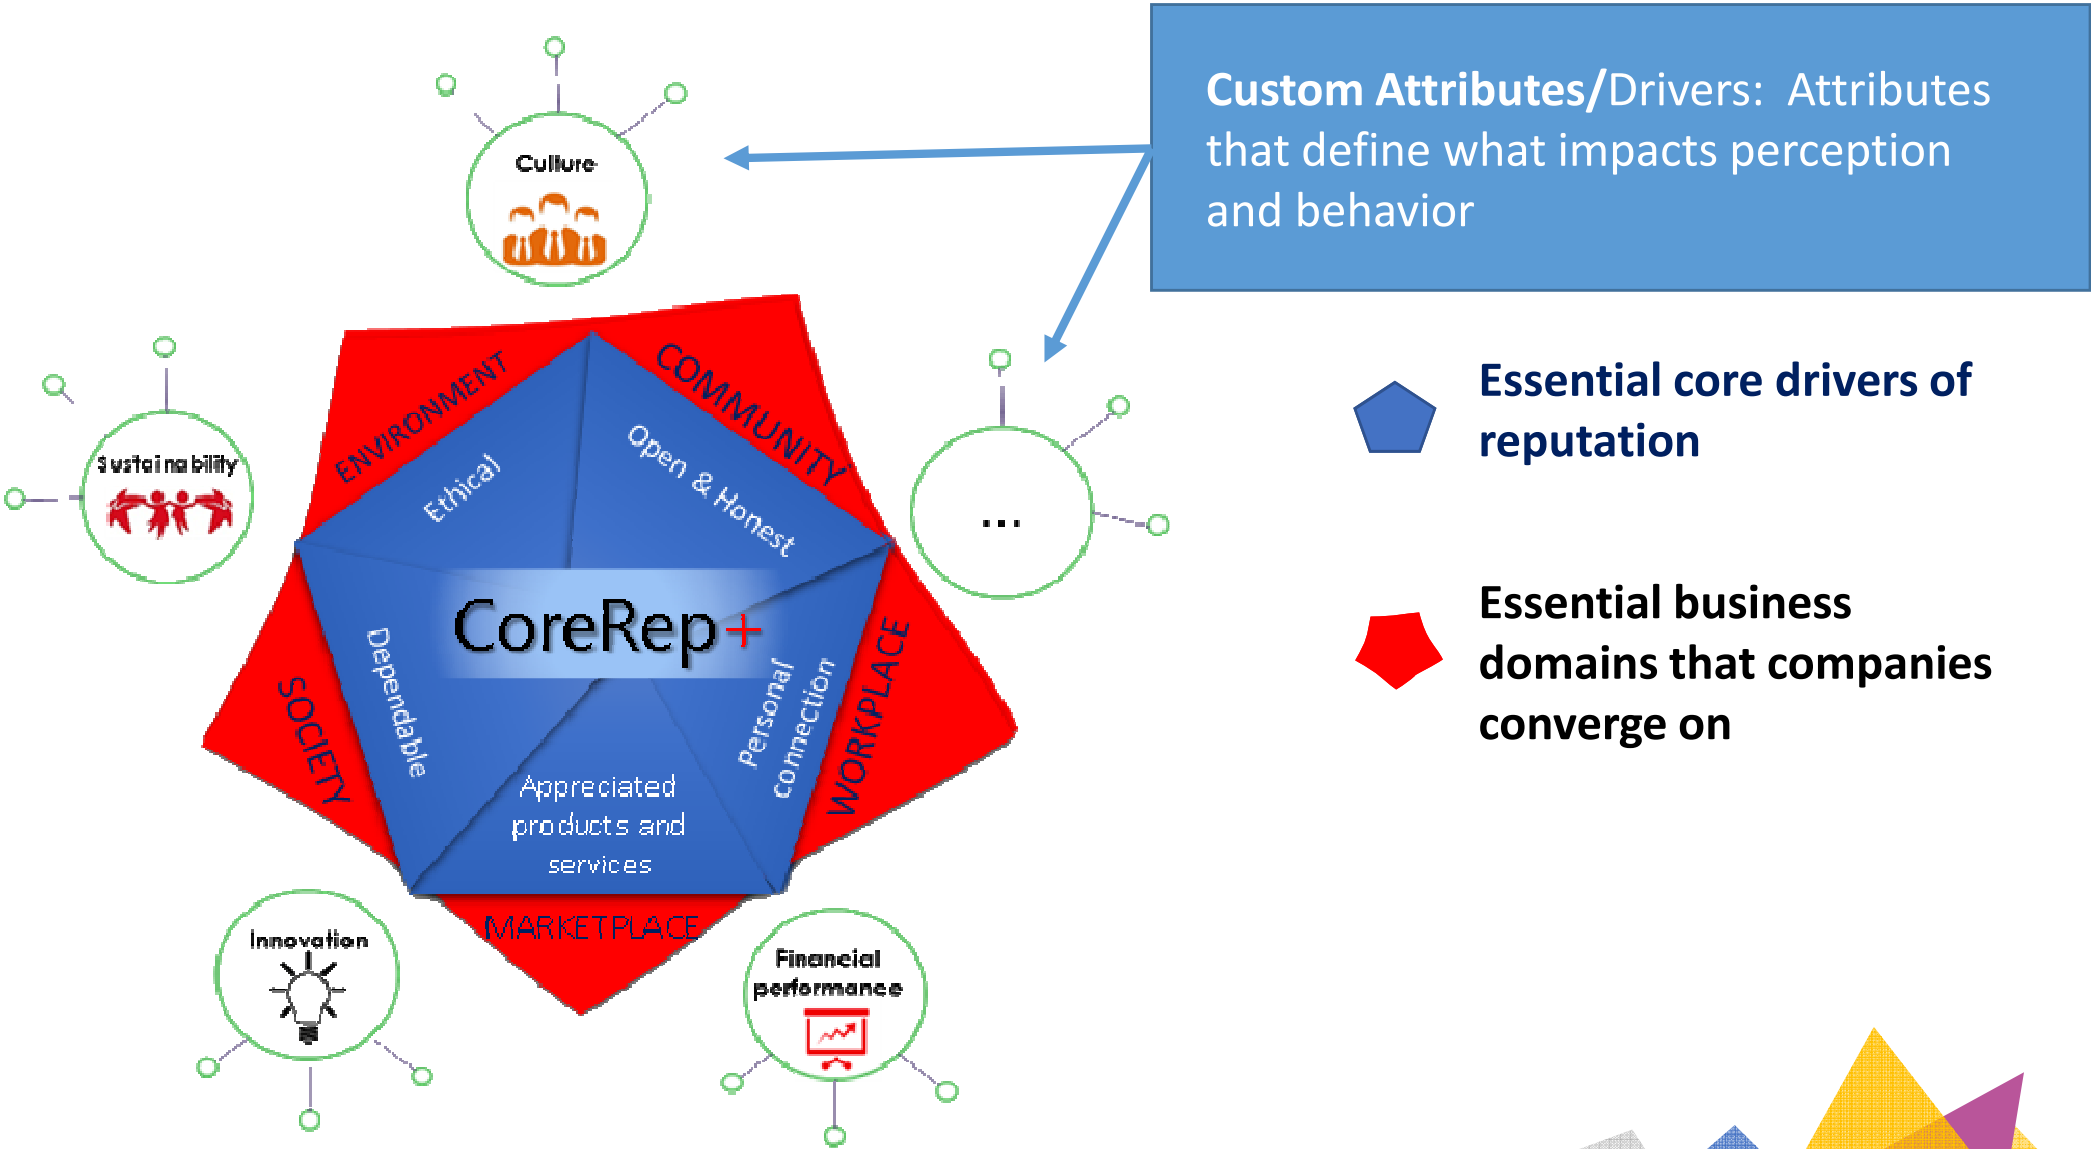 Custom Attributes/Drivers: Attributes
that define what impacts perception
and behavior
Culture
Sustainability
...
ENVIRONMENT
COMMUNITY
Ethical
Open & Honest
CoreRep+
SOCIETY
Dependable
Personal
connection
WORKPLACE
Appreciated
products and
services
MARKETPLACE
Innovation
Financial
performance
Essential core drivers of
reputation
Essential business
domains that companies
converge on